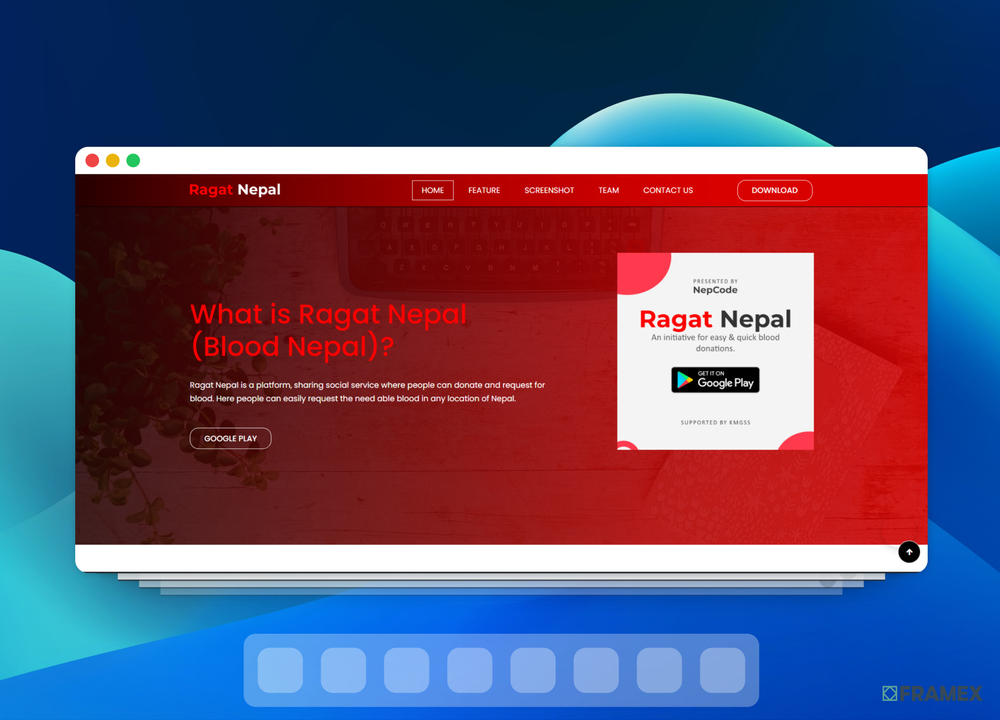 Ragat Nepal
HOME
FEATURE
SCREENSHOT
TEAM
CONTACT US
DOWNLOAD
What is Ragat Nepal
(Blood Nepal)?
Ragat Nepal is a platform, sharing social service where people can donate and request for
blood. Here people can easily request the need able blood in any location of Nepal.
GOOGLE PLAY
PRESENTED BY
NepCode
Ragat Nepal
An initiative for easy & quick blood
donations.
GET IT ON
Google Play
SUPPORTED BY KMGSS
FRAMEX